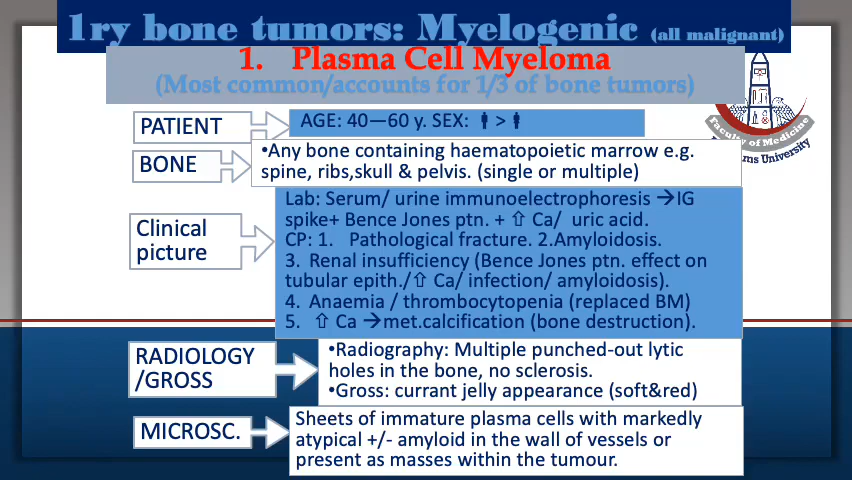 1ry bone tumors: Myelogenic (all malignant)
1. Plasma Cell Myeloma
(Most common/accounts for 1/3 of bone tumors)
Faculty of Medicine
ms University
PATIENT
AGE: 40—60 y. SEX: >
BONE
•Any bone containing haematopoietic marrow e.g.
spine, ribs,skull & pelvis. (single or multiple)
Clinical
picture
Lab: Serum/ urine immunoelectrophoresis →IG
spike+ Bence Jones ptn. + ⇧ Ca/ uric acid.
CP: 1. Pathological fracture. 2.Amyloidosis.
3. Renal insufficiency (Bence Jones ptn. effect on
tubular epith./⇧ Ca/ infection/ amyloidosis).
4. Anaemia / thrombocytopenia (replaced BM)
5. ⇧ Ca →met.calcification (bone destruction).
RADIOLOGY
/GROSS
•Radiography: Multiple punched-out lytic
holes in the bone, no sclerosis.
•Gross: currant jelly appearance (soft&red)
MICROSC.
Sheets of immature plasma cells with markedly
atypical +/- amyloid in the wall of vessels or
present as masses within the tumour.